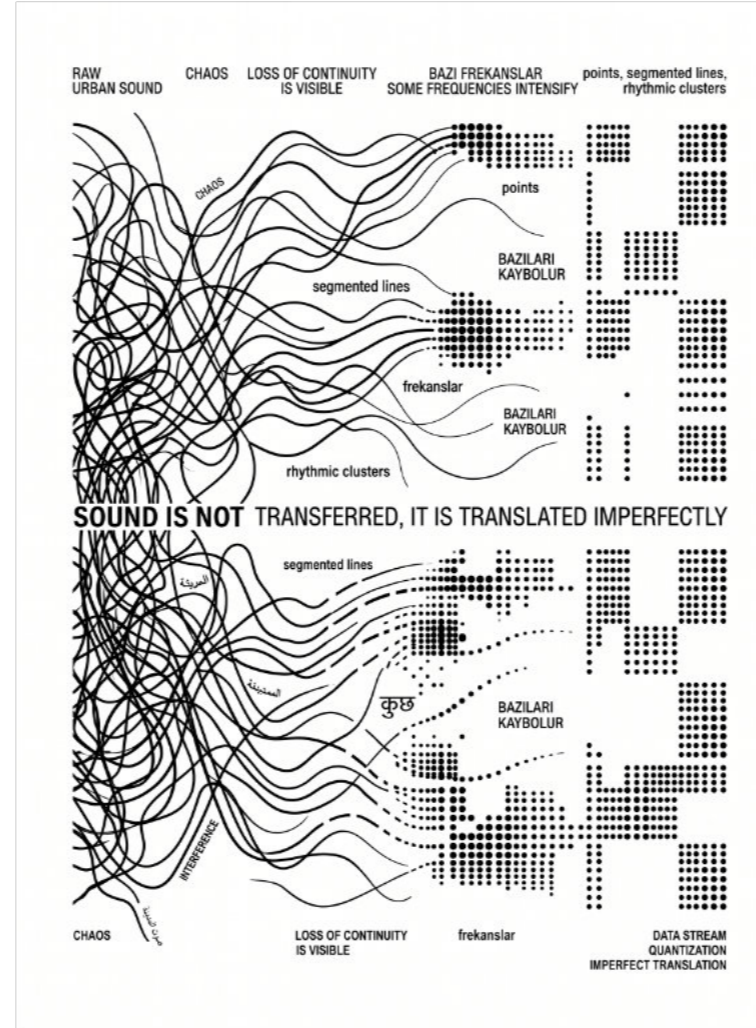 RAW
URBAN SOUND
CHAOS
LOSS OF CONTINUITY
IS VISIBLE
BAZI FREKANSLAR
SOME FREQUENCIES INTENSIFY
points, segmented lines,
rhythmic clusters
CHAOS
points
BAZILARI
KAYBOLUR
segmented lines
frekanslar
BAZILARI
KAYBOLUR
rhythmic clusters
SOUND IS NOT TRANSFERRED, IT IS TRANSLATED IMPERFECTLY
segmented lines
कुछ
BAZILARI
KAYBOLUR
INTERFERENCE
صوت المدينة
CHAOS
LOSS OF CONTINUITY
IS VISIBLE
frekanslar
DATA STREAM
QUANTIZATION
IMPERFECT TRANSLATION